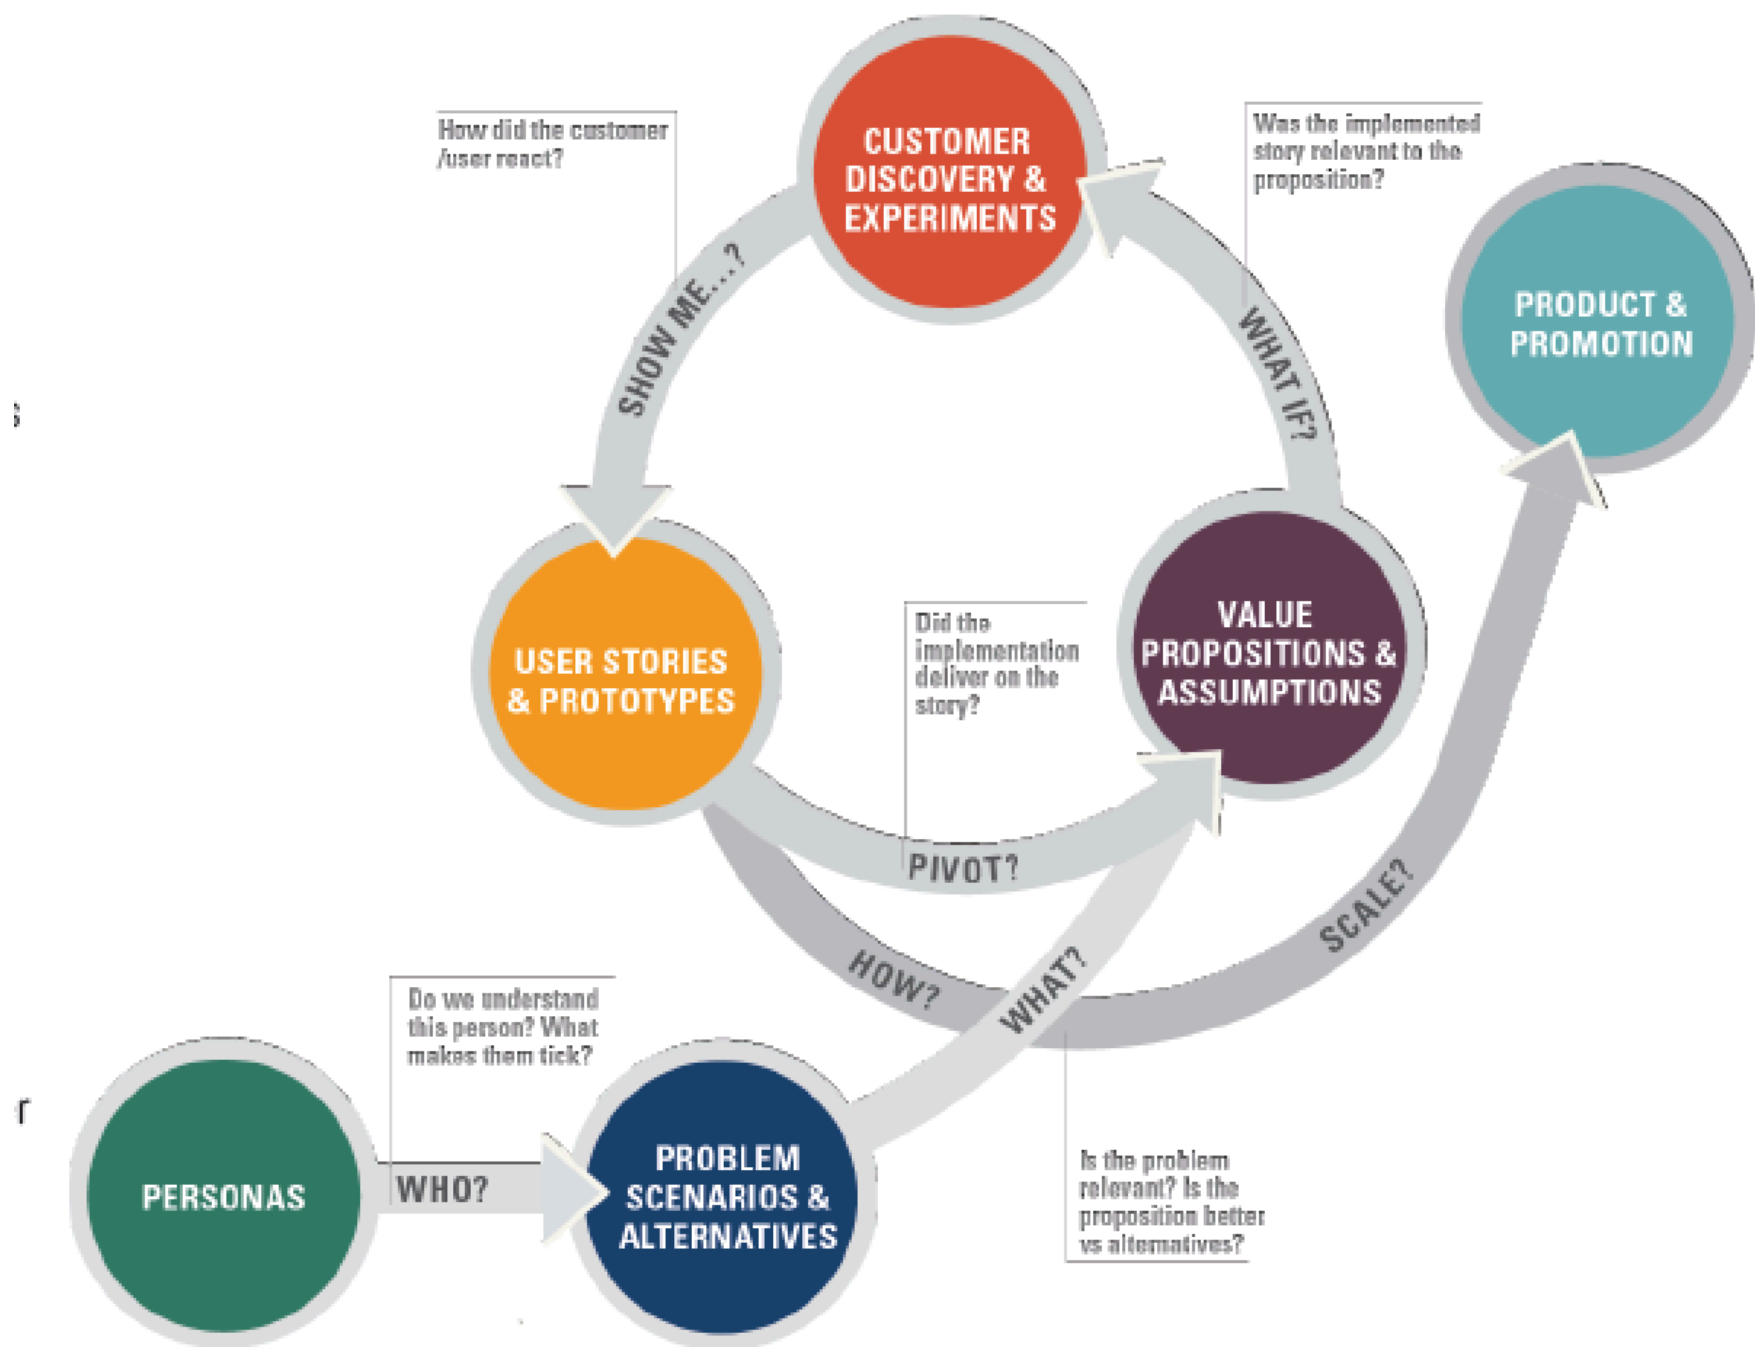 CUSTOMER
DISCOVERY &
EXPERIMENTS
How did the customer
/user react?
Was the implemented
story relevant to the
proposition?
PRODUCT &
PROMOTION
SHOW ME...?
WHAT IF?
s
USER STORIES
& PROTOTYPES
Did the
implementation
deliver on the
story?
VALUE
PROPOSITIONS &
ASSUMPTIONS
PIVOT?
HOW?
WHAT?
SCALE?
Do we understand
this person? What
makes them tick?
r
PERSONAS
WHO?
PROBLEM
SCENARIOS &
ALTERNATIVES
Is the problem
relevant? Is the
proposition better
vs alternatives?